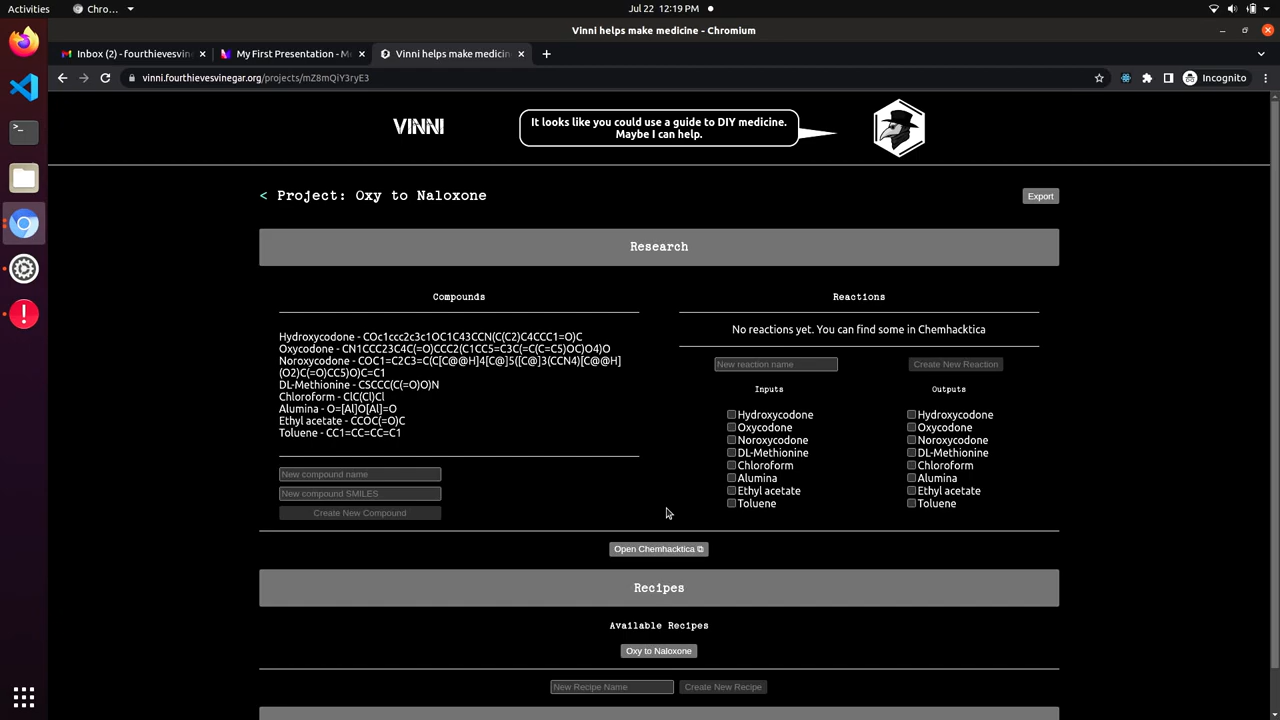 Activities
Chro...
Jul 22 12:19 PM
Vinni helps make medicine - Chromium
Inbox (2) - fourthievesvin
My First Presentation - M
Vinni helps make medicin
vinni.fourthievesvinegar.org/projects/mZ8mQiY3ryE3
Incognito
VINNI
It looks like you could use a guide to DIY medicine.
Maybe I can help.
< Project: Oxy to Naloxone
Export
Research
Compounds
Hydroxycodone - COc1ccc2c3c1OC1C43CCN(C(C2)C4CCC1=O)C
Oxycodone - CN1CCC23C4C(=O)CCC2(C1CC5=C3C(=C(C=C5)OC)O4)O
Noroxycodone - COC1=C2C3=C(C[C@@H]4[C@]5([C@]3(CCN4)[C@@H]
(O2)C(=O)CC5)O)C=C1
DL-Methionine - CSCCC(C(=O)O)N
Chloroform - ClC(Cl)Cl
Alumina - O=[Al]O[Al]=O
Ethyl acetate - CCOC(=O)C
Toluene - CC1=CC=CC=C1
New compound name
New compound SMILES
Create New Compound
Reactions
No reactions yet. You can find some in Chemhacktica
New reaction name
Create New Reaction
Inputs
Hydroxycodone
Oxycodone
Noroxycodone
DL-Methionine
Chloroform
Alumina
Ethyl acetate
Toluene
Outputs
Hydroxycodone
Oxycodone
Noroxycodone
DL-Methionine
Chloroform
Alumina
Ethyl acetate
Toluene
Open Chemhacktica
Recipes
Available Recipes
Oxy to Naloxone
New Recipe Name
Create New Recipe